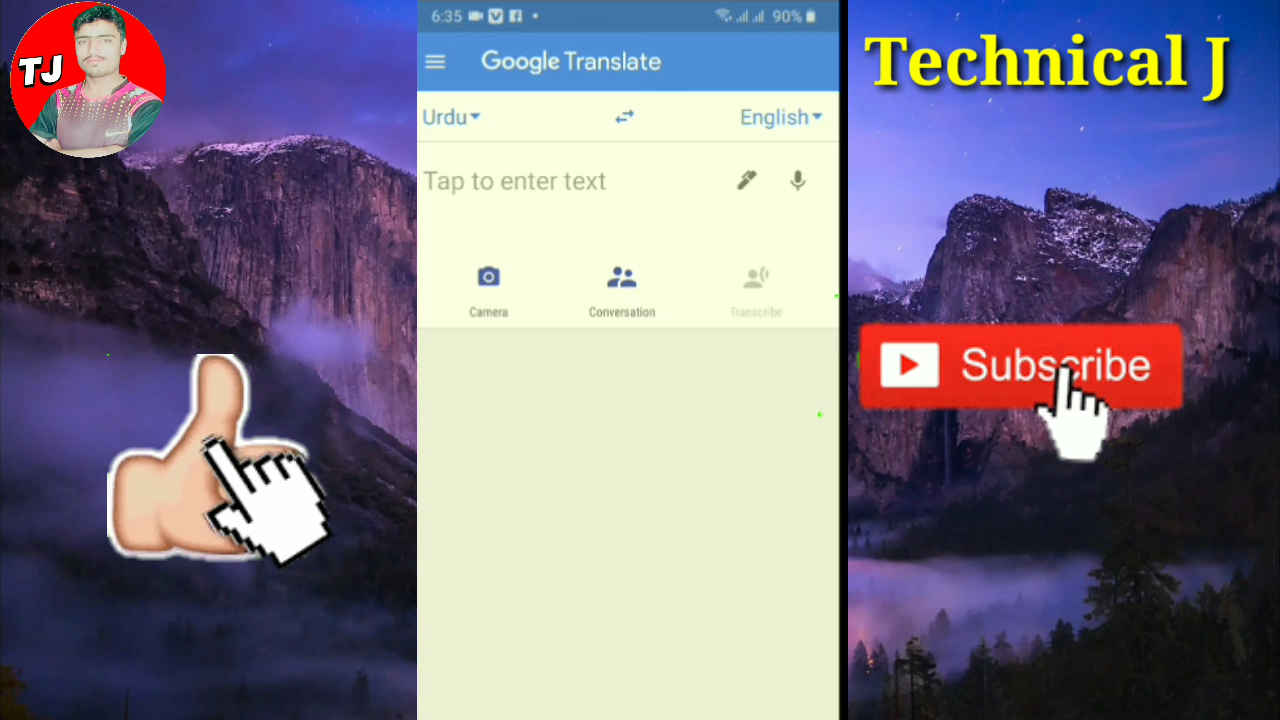 TJ
6:35
90%
Google Translate
Urdu
English
Tap to enter text
Camera
Conversation
Transcribe
Technical J
Subscribe